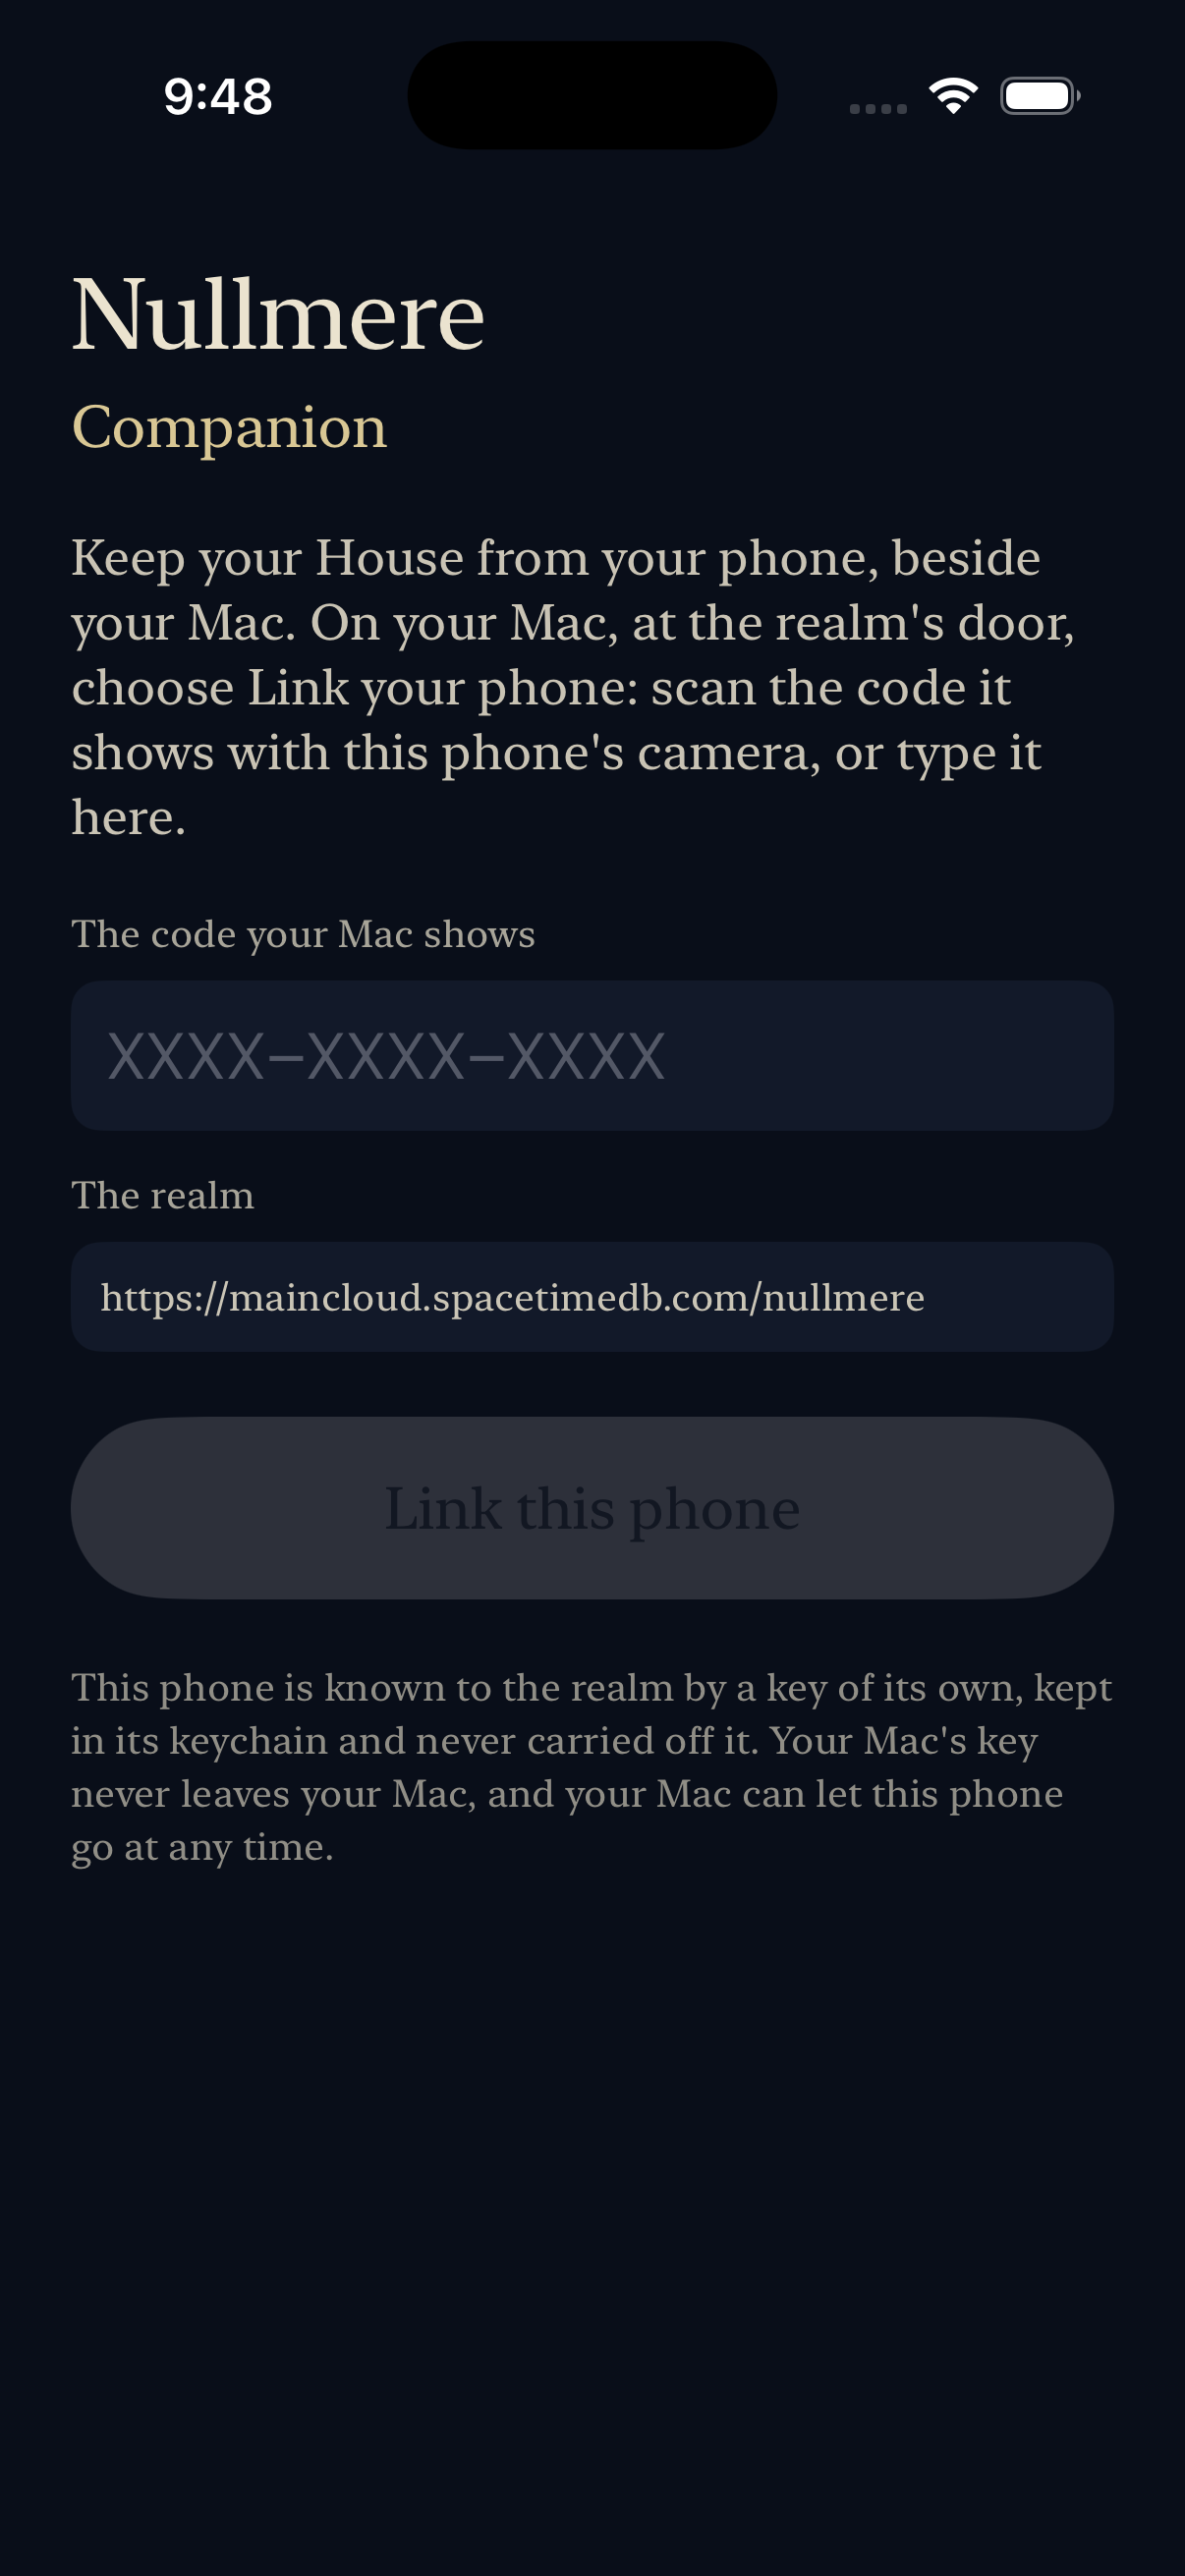 9:48
Nullmere
Companion
Keep your House from your phone, beside
your Mac. On your Mac, at the realm's door,
choose Link your phone: scan the code it
shows with this phone's camera, or type it
here.
The code your Mac shows
XXXX–XXXX–XXXX
The realm
https://maincloud.spacetimedb.com/nullmere
Link this phone
This phone is known to the realm by a key of its own, kept
in its keychain and never carried off it. Your Mac's key
never leaves your Mac, and your Mac can let this phone
go at any time.